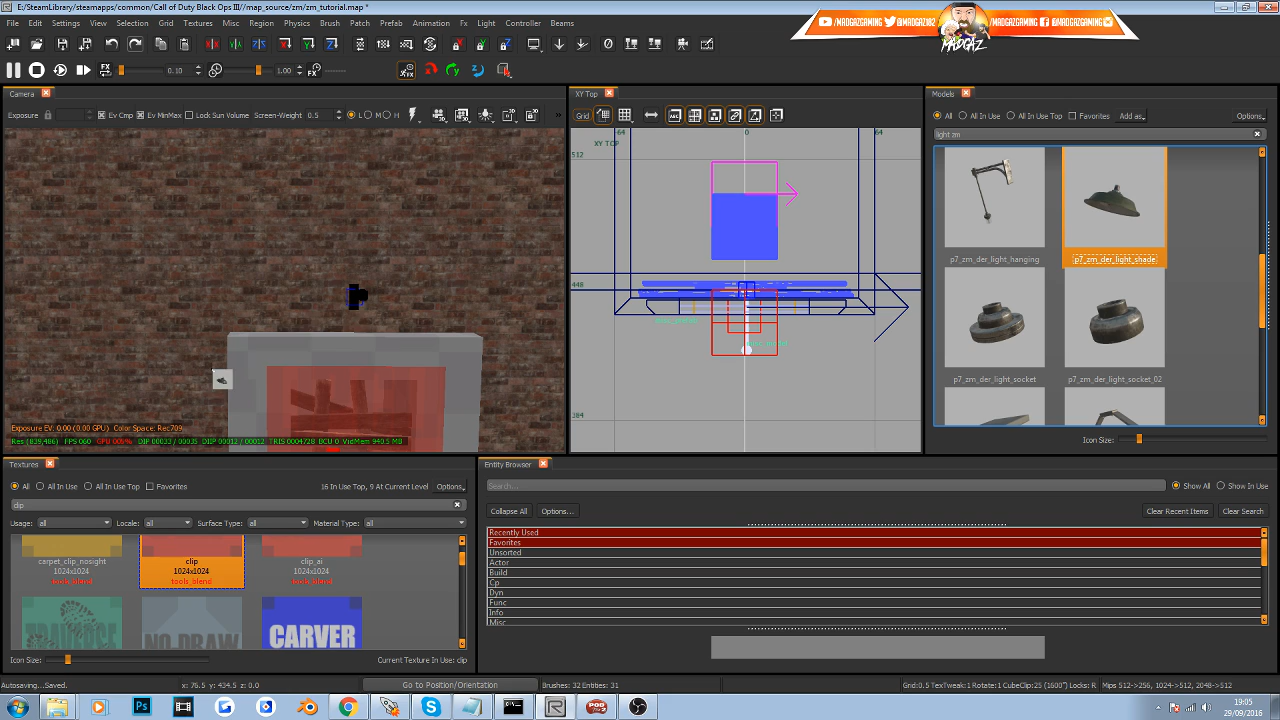 E:/SteamLibrary/steamapps/common/Call of Duty Black Ops III//map_source/zm/zm_tutorial.map *
File Edit View Selection Grid Textures Misc Region Physics Brush Patch Prefab Animation Fx Light Controller Beams
/MADGAZGAMING @MADGAZ182 MADGAZ /MADGAZGAMING MADGAZGAMING.COM
FX 0.10 1.00 FX
Camera
XY Top
Models
Exposure Ev Cmp Ev MinMax Lock Sun Volume Screen-Weight 0.5 L O M O H
Grid
All All In Use All In Use Top Favorites Add as Options
light zm
XY TOP
-64 0 64
512
448
384
p7_zm_der_light_hanging p7_zm_der_light_shade
p7_zm_der_light_socket p7_zm_der_light_socket_02
Icon Size:
Exposure EV: 0.00 (0.00 GPU) Color Space: Rec709
Res (839,486) FPS 060 GPU 000% DIP 00033 / 00035 DIIP 00012 / 00012 TRIS 0004728 BCU 0 VidMem 940.5 MB
Textures
All All In Use All In Use Top Favorites 16 In Use Top, 9 At Current Level Options
clip
Usage: all Locale: all Surface Type: all Material Type: all
carpet_clip_nosight clip clip_ai
1024x1024 1024x1024 1024x1024
tools_blend tools_blend tools_blend
NO DRAW CARVER
Icon Size: Current Texture In Use: clip
Entity Browser
Search... Show All Show In Use
Collapse All Options... Clear Recent Items Clear Search
Recently Used
Favorites
Unsorted
Actor
Build
Cp
Dyn
Func
Info
Misc
Autosaving...Saved. x: 76.5 y: 434.5 z: 0.0 Go to Position/Orientation Brushes: 32 Entities: 31 Grid:0.5 TexTweak:1 Rotate:1 CubeClip:25 (1600") Locks: R Mips 512->256, 1024->512, 2048->512
19:05
29/09/2016